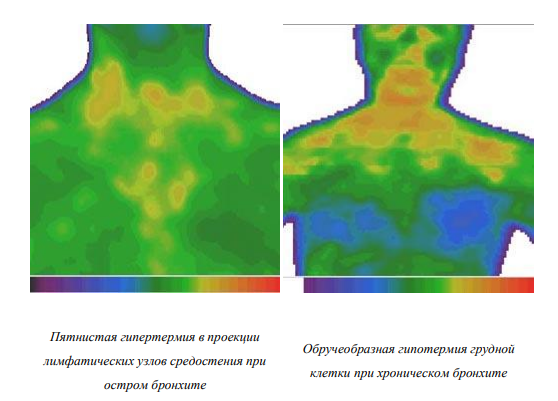 Пятнистая гипертермия в проекции
лимфатических узлов средостения при
остром бронхите
Обручеобразная гипотермия грудной
клетки при хроническом бронхите